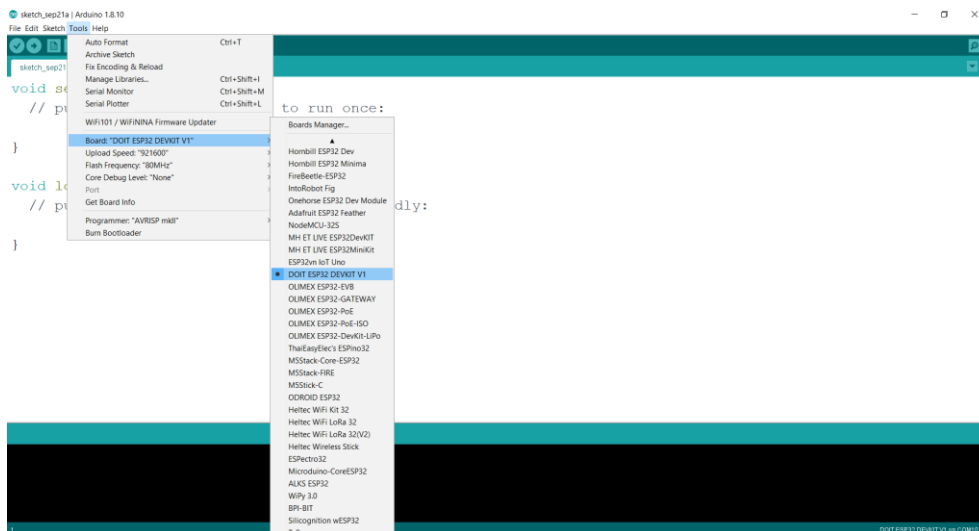 sketch_sep21a | Arduino 1.8.10
File Edit Sketch Tools Help
sketch_sep21
Auto Format Ctrl+T
Archive Sketch
Fix Encoding & Reload
Manage Libraries... Ctrl+Shift+I
Serial Monitor Ctrl+Shift+M
Serial Plotter Ctrl+Shift+L
WiFi101 / WiFiNINA Firmware Updater
Board: "DOIT ESP32 DEVKIT V1"
Upload Speed: "921600"
Flash Frequency: "80MHz"
Core Debug Level: "None"
Port
Get Board Info
Programmer: "AVRISP mkII"
Burn Bootloader
void se
// pu to run once:
}
void lo
// pu dly:
}
Boards Manager...
Hornbill ESP32 Dev
Hornbill ESP32 Minima
FireBeetle-ESP32
IntoRobot Fig
Onehorse ESP32 Dev Module
Adafruit ESP32 Feather
NodeMCU-32S
MH ET LIVE ESP32DevKIT
MH ET LIVE ESP32MiniKit
ESP32vn IoT Uno
DOIT ESP32 DEVKIT V1
OLIMEX ESP32-EVB
OLIMEX ESP32-GATEWAY
OLIMEX ESP32-PoE
OLIMEX ESP32-PoE-ISO
OLIMEX ESP32-DevKit-LiPo
ThaiEasyElec's ESPino32
M5Stack-Core-ESP32
M5Stack-FIRE
M5Stick-C
ODROID ESP32
Heltec WiFi Kit 32
Heltec WiFi LoRa 32
Heltec WiFi LoRa 32(V2)
Heltec Wireless Stick
ESPectro32
Microduino-CoreESP32
ALKS ESP32
WiPy 3.0
BPI-BIT
Silicognition wESP32
1
DOIT ESP32 DEVKIT V1 on